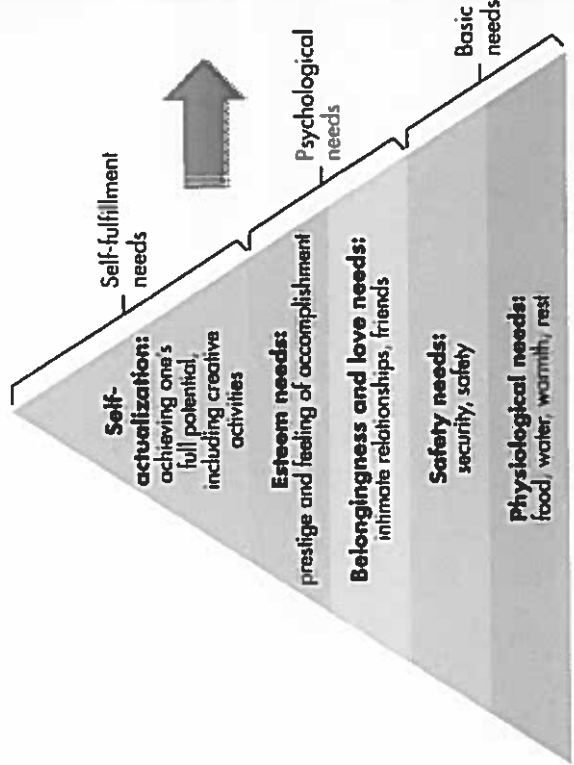 Self-
actualization:
achieving one's
full potential,
including creative
activities
Esteem needs:
prestige and feeling of accomplishment
Belongingness and love needs:
intimate relationships, friends
Safety needs:
security, safety
Physiological needs:
food, water, warmth, rest
Self-fulfillment
needs
Psychological
needs
Basic
needs